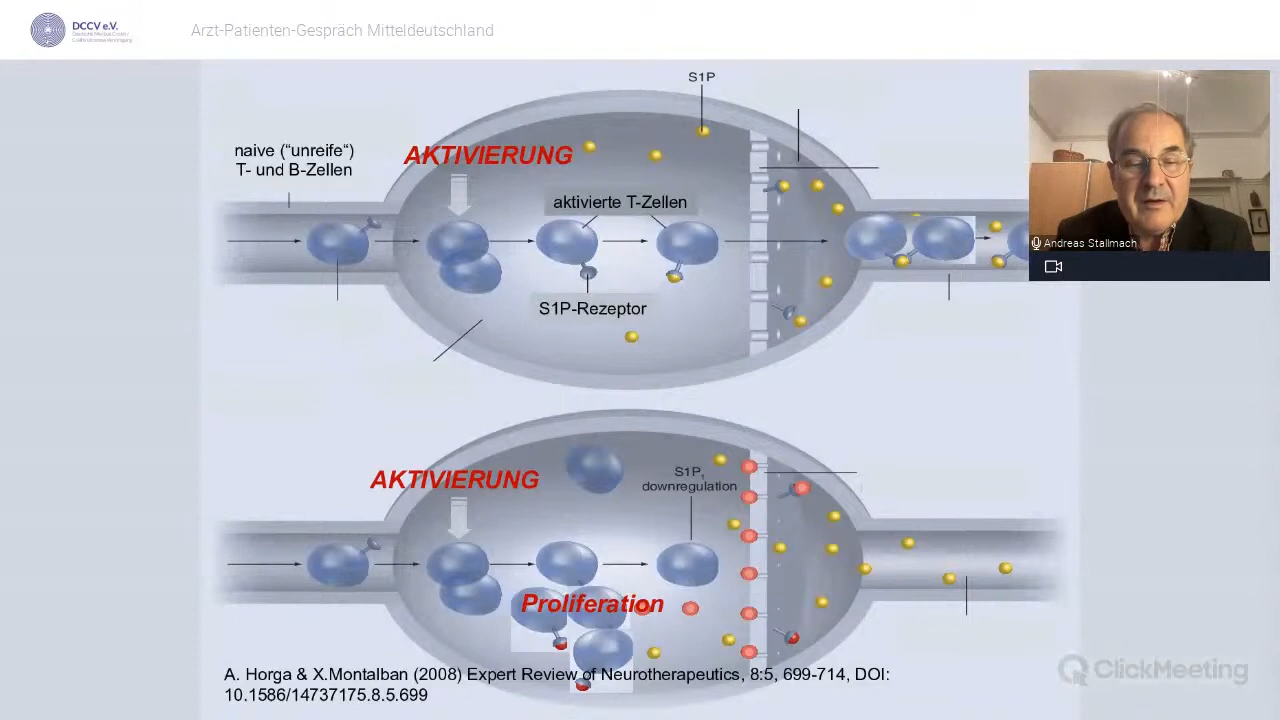 DCCV e.V.
Arzt-Patienten-Gespräch Mitteldeutschland
S1P
naive (“unreife“)
T- und B-Zellen
AKTIVIERUNG
aktivierte T-Zellen
S1P-Rezeptor
Andreas Stallmach
AKTIVIERUNG
S1P1
downregulation
Proliferation
A. Horga & X.Montalban (2008) Expert Review of Neurotherapeutics, 8:5, 699-714, DOI:
10.1586/14737175.8.5.699
ClickMeeting